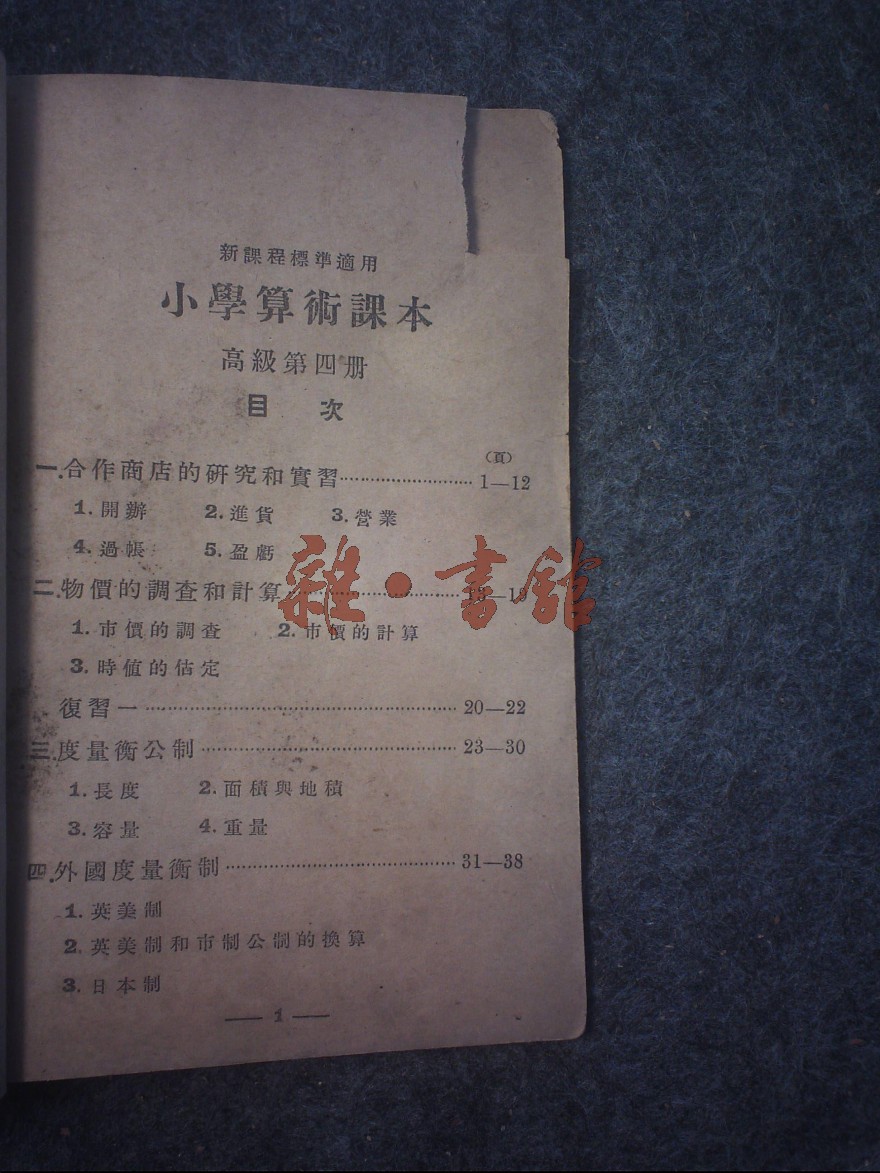 新課程標準適用
小學算術課本
高級第四册
目 次
(頁)
一.合作商店的研究和實習……………………1—12
1.開辦 2.進貨 3.營業
4.過帳 5.盈虧
二.物價的調查和計算……………………13—19
1.市價的調查 2.市價的計算
3.時值的估定
復習一……………………20—22
三.度量衡公制……………………23—30
1.長度 2.面積與地積
3.容量 4.重量
四.外國度量衡制……………………31—38
1.英美制
2.英美制和市制公制的換算
3.日本制
— 1 —
雜·書舘